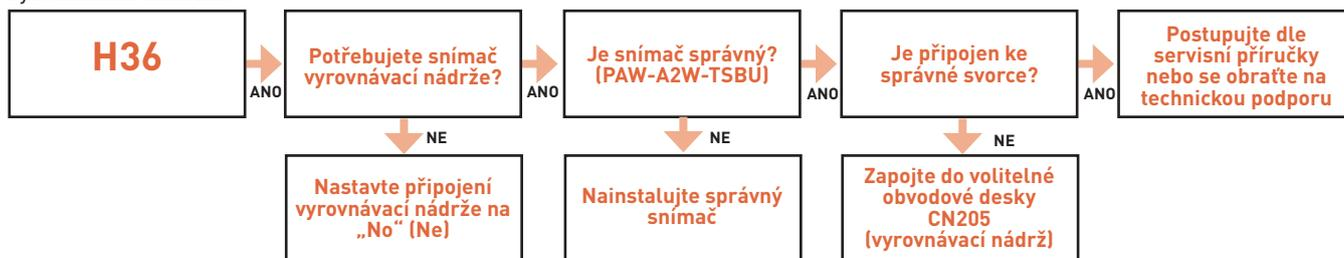 H36
ANO
Potřebujete snímač
vyrovnávací nádrže?
ANO
Je snímač správný?
(PAW-A2W-TSBU)
ANO
Je připojen ke
správné svorce?
ANO
Postupujte dle
servisní příručky
nebo se obraťte na
technickou podporu
NE
Nastavte připojení
vyrovnávací nádrže na
„No“ (Ne)
NE
Nainstalujte správný
snímač
NE
Zapojte do volitelné
obvodové desky
CN205
(vyrovnávací nádrž)